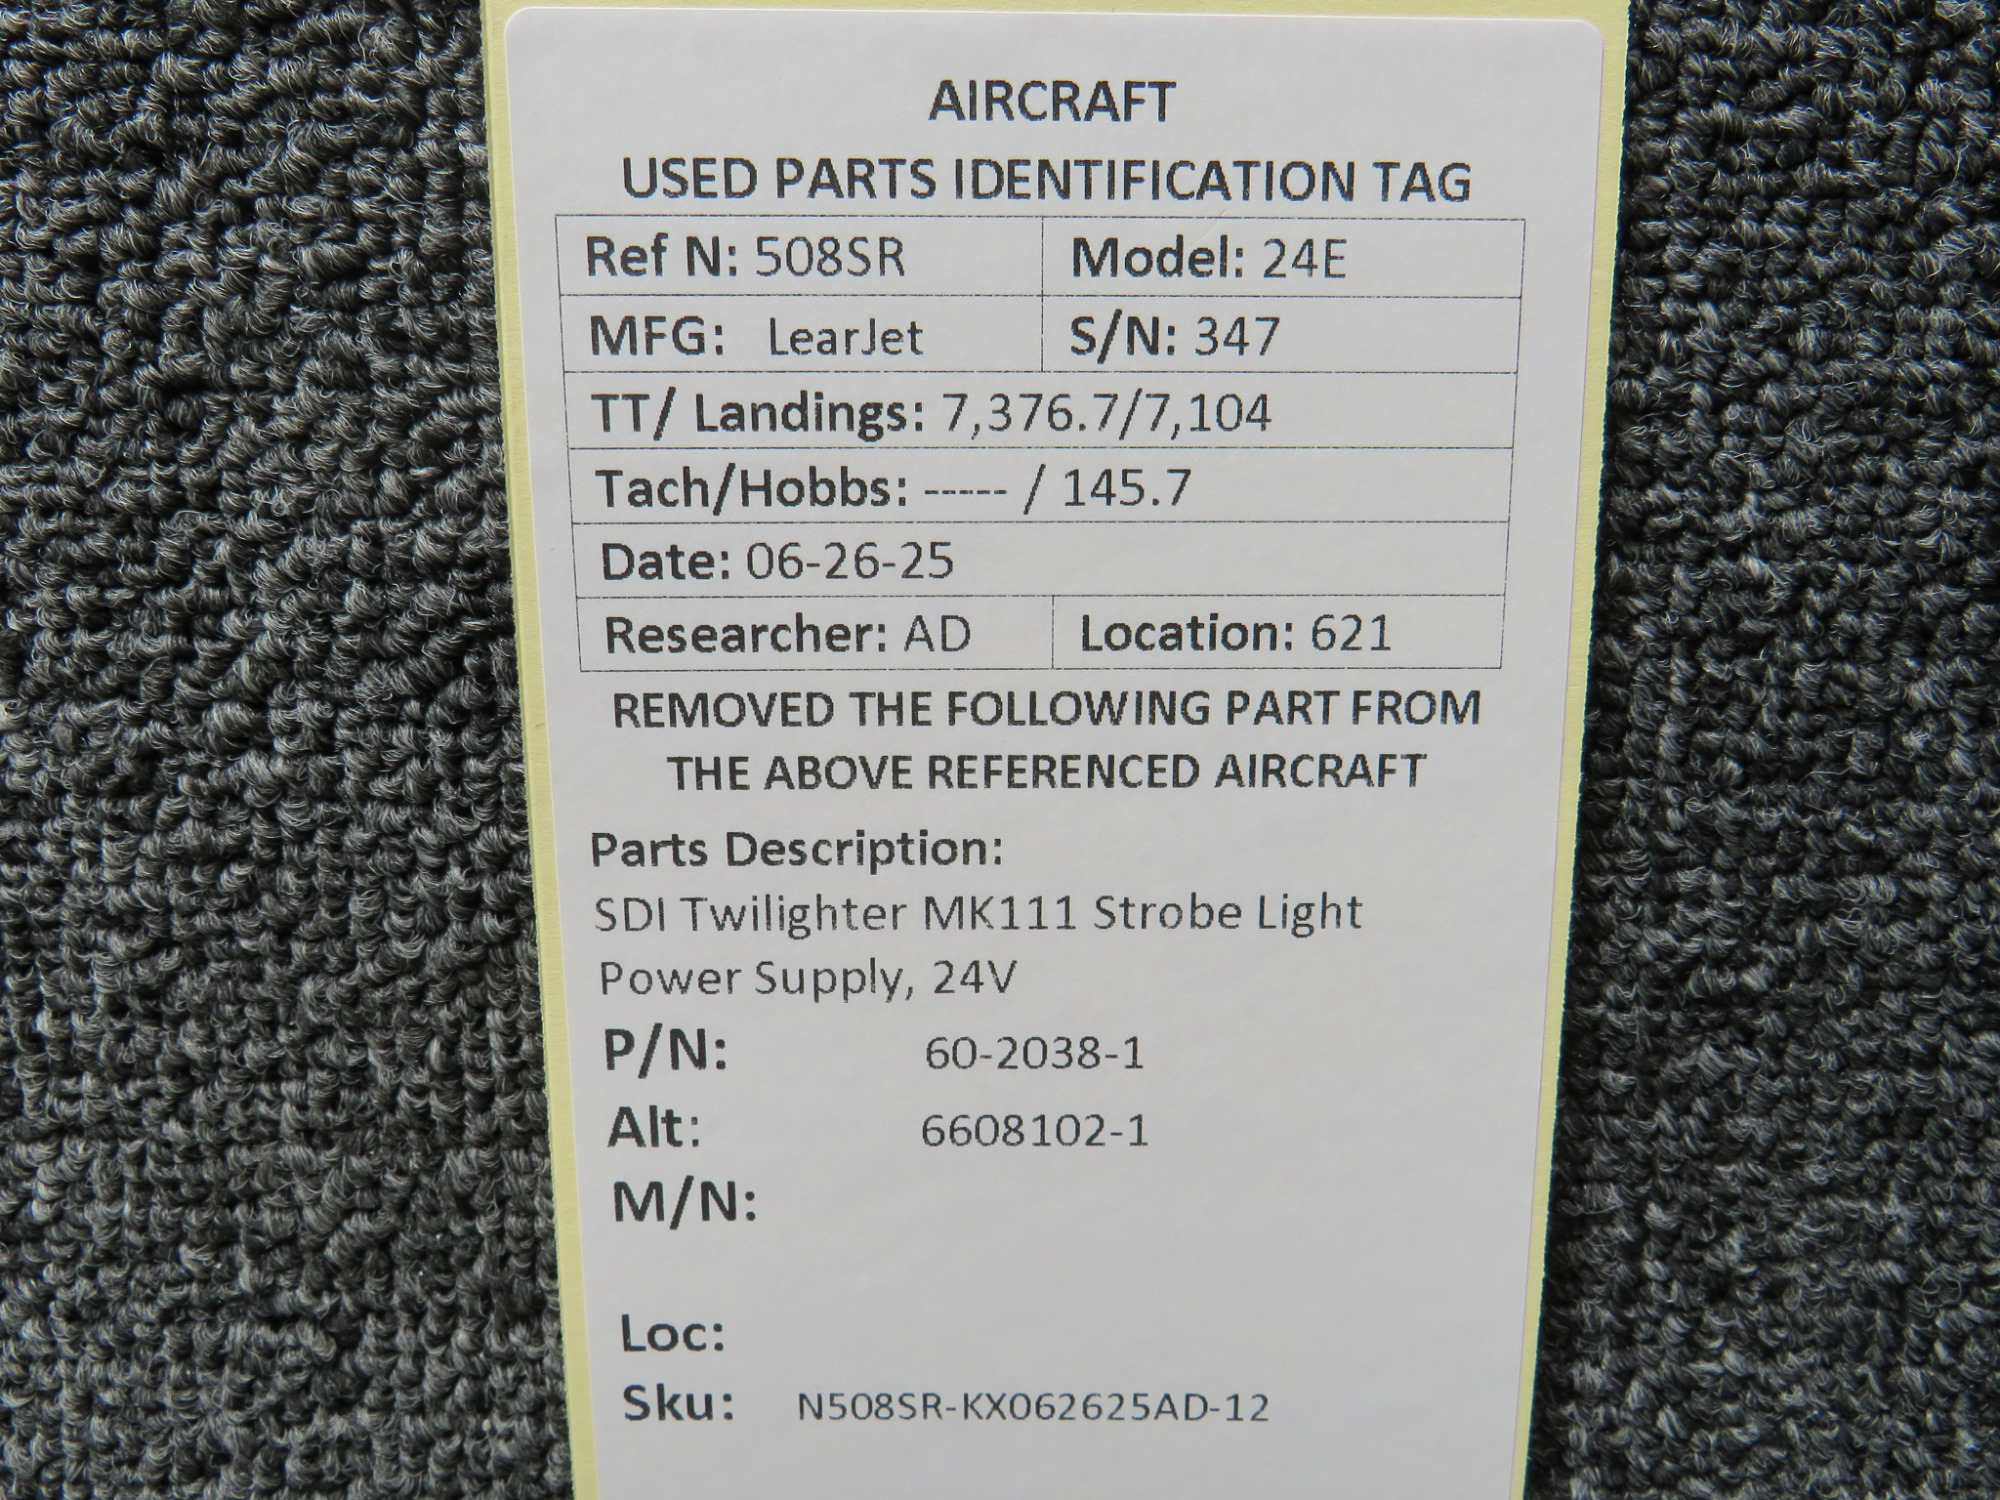 AIRCRAFT
USED PARTS IDENTIFICATION TAG
Ref N: 508SR Model: 24E
MFG: LearJet S/N: 347
TT/ Landings: 7,376.7/7,104
Tach/Hobbs: ----- / 145.7
Date: 06-26-25
Researcher: AD Location: 621
REMOVED THE FOLLOWING PART FROM
THE ABOVE REFERENCED AIRCRAFT
Parts Description:
SDI Twilighter MK111 Strobe Light
Power Supply, 24V
P/N: 60-2038-1
Alt: 6608102-1
M/N:
Loc:
Sku: N508SR-KX062625AD-12